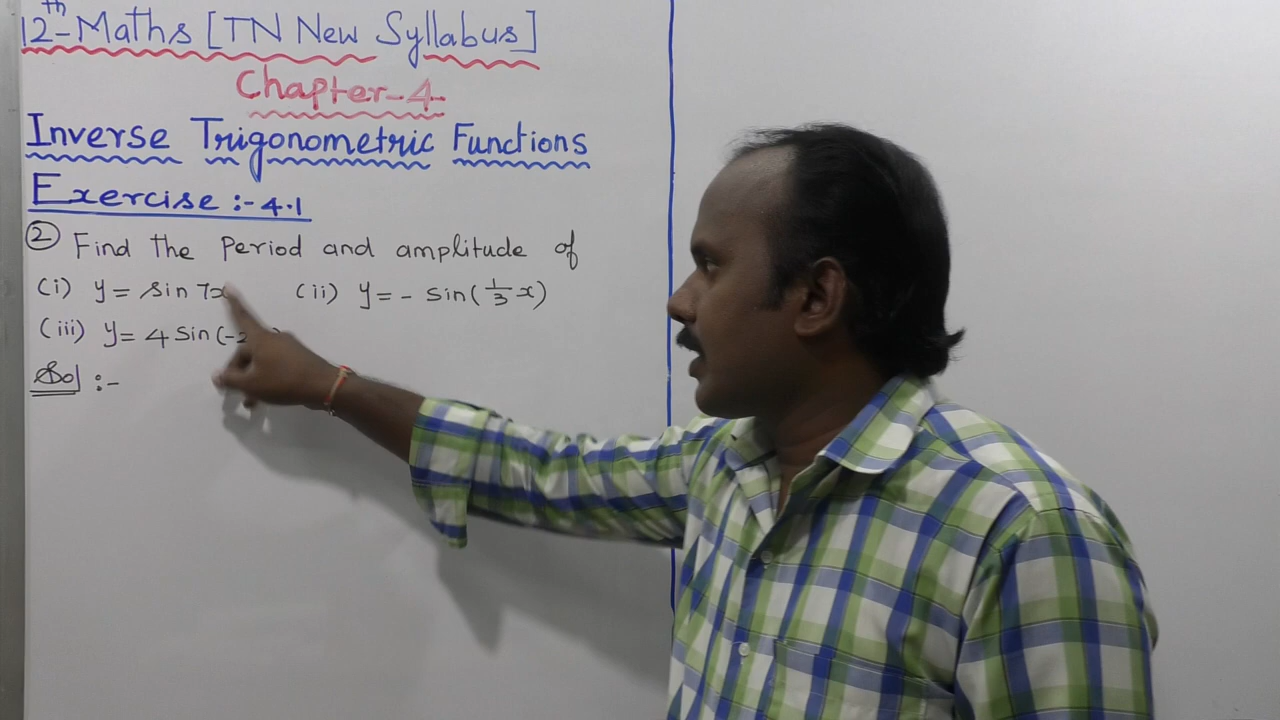 12th-Maths [TN New Syllabus]
Chapter-4
Inverse Trigonometric Functions
Exercise :- 4.1
② Find the Period and amplitude of
(i) y = sin 7x (ii) y = - sin(1/3 x)
(iii) y = 4 sin(-2 )
Sol :-